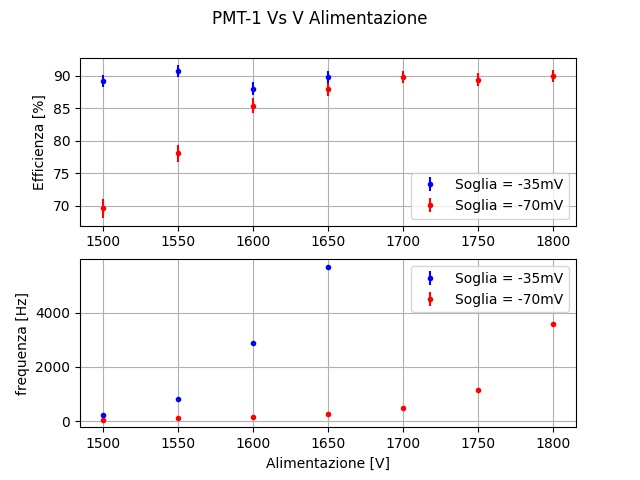 PMT-1 Vs V Alimentazione
Efficienza [%]
90
85
80
75
70
Soglia = -35mV
Soglia = -70mV
1500 1550 1600 1650 1700 1750 1800
frequenza [Hz]
4000
2000
0
Soglia = -35mV
Soglia = -70mV
1500 1550 1600 1650 1700 1750 1800
Alimentazione [V]